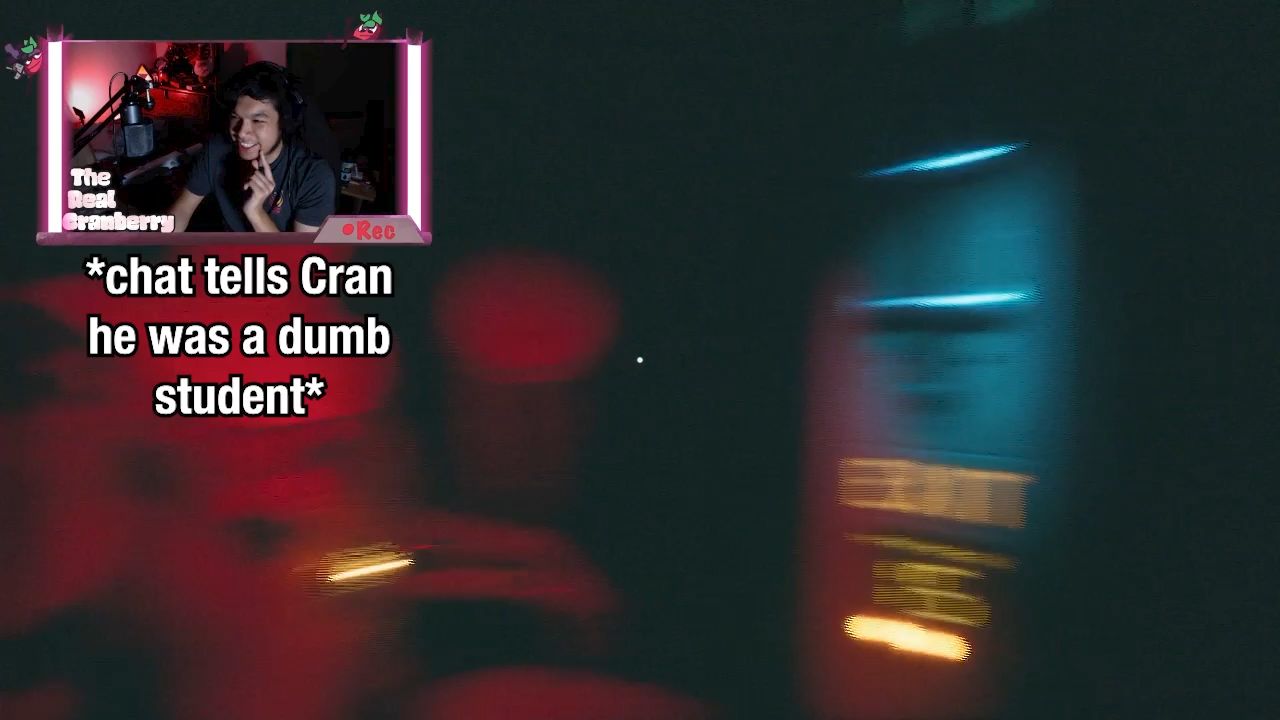 The
Real
Cranberry
Rec
*chat tells Cran
he was a dumb
student*